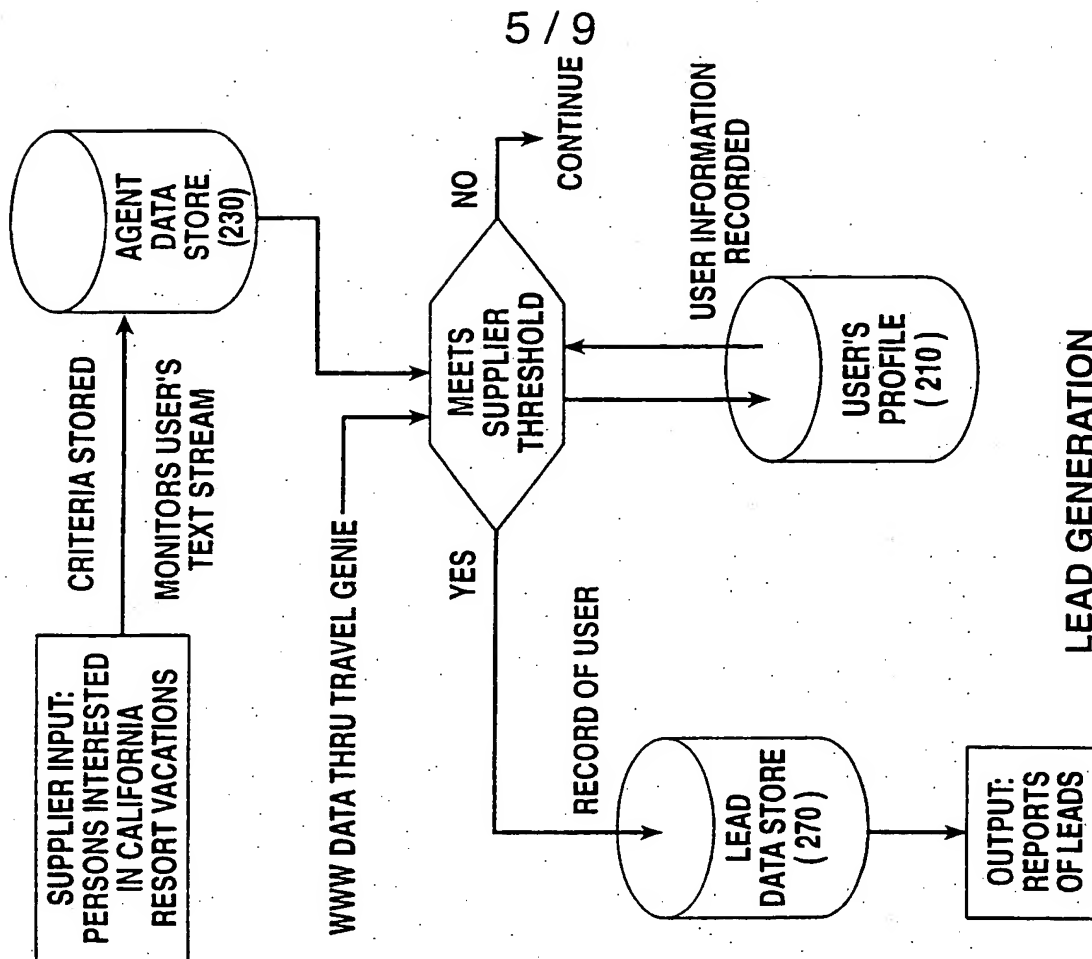 5 / 9
SUPPLIER INPUT:
PERSONS INTERESTED
IN CALIFORNIA
RESORT VACATIONS
CRITERIA STORED
MONITORS USER'S
TEXT STREAM
AGENT
DATA
STORE
(230)
WWW DATA THRU TRAVEL GENIE
MEETS
SUPPLIER
THRESHOLD
NO
CONTINUE
YES
RECORD OF USER
USER INFORMATION
RECORDED
USER'S
PROFILE
(210)
LEAD
DATA STORE
(270)
OUTPUT:
REPORTS
OF LEADS
LEAD GENERATION